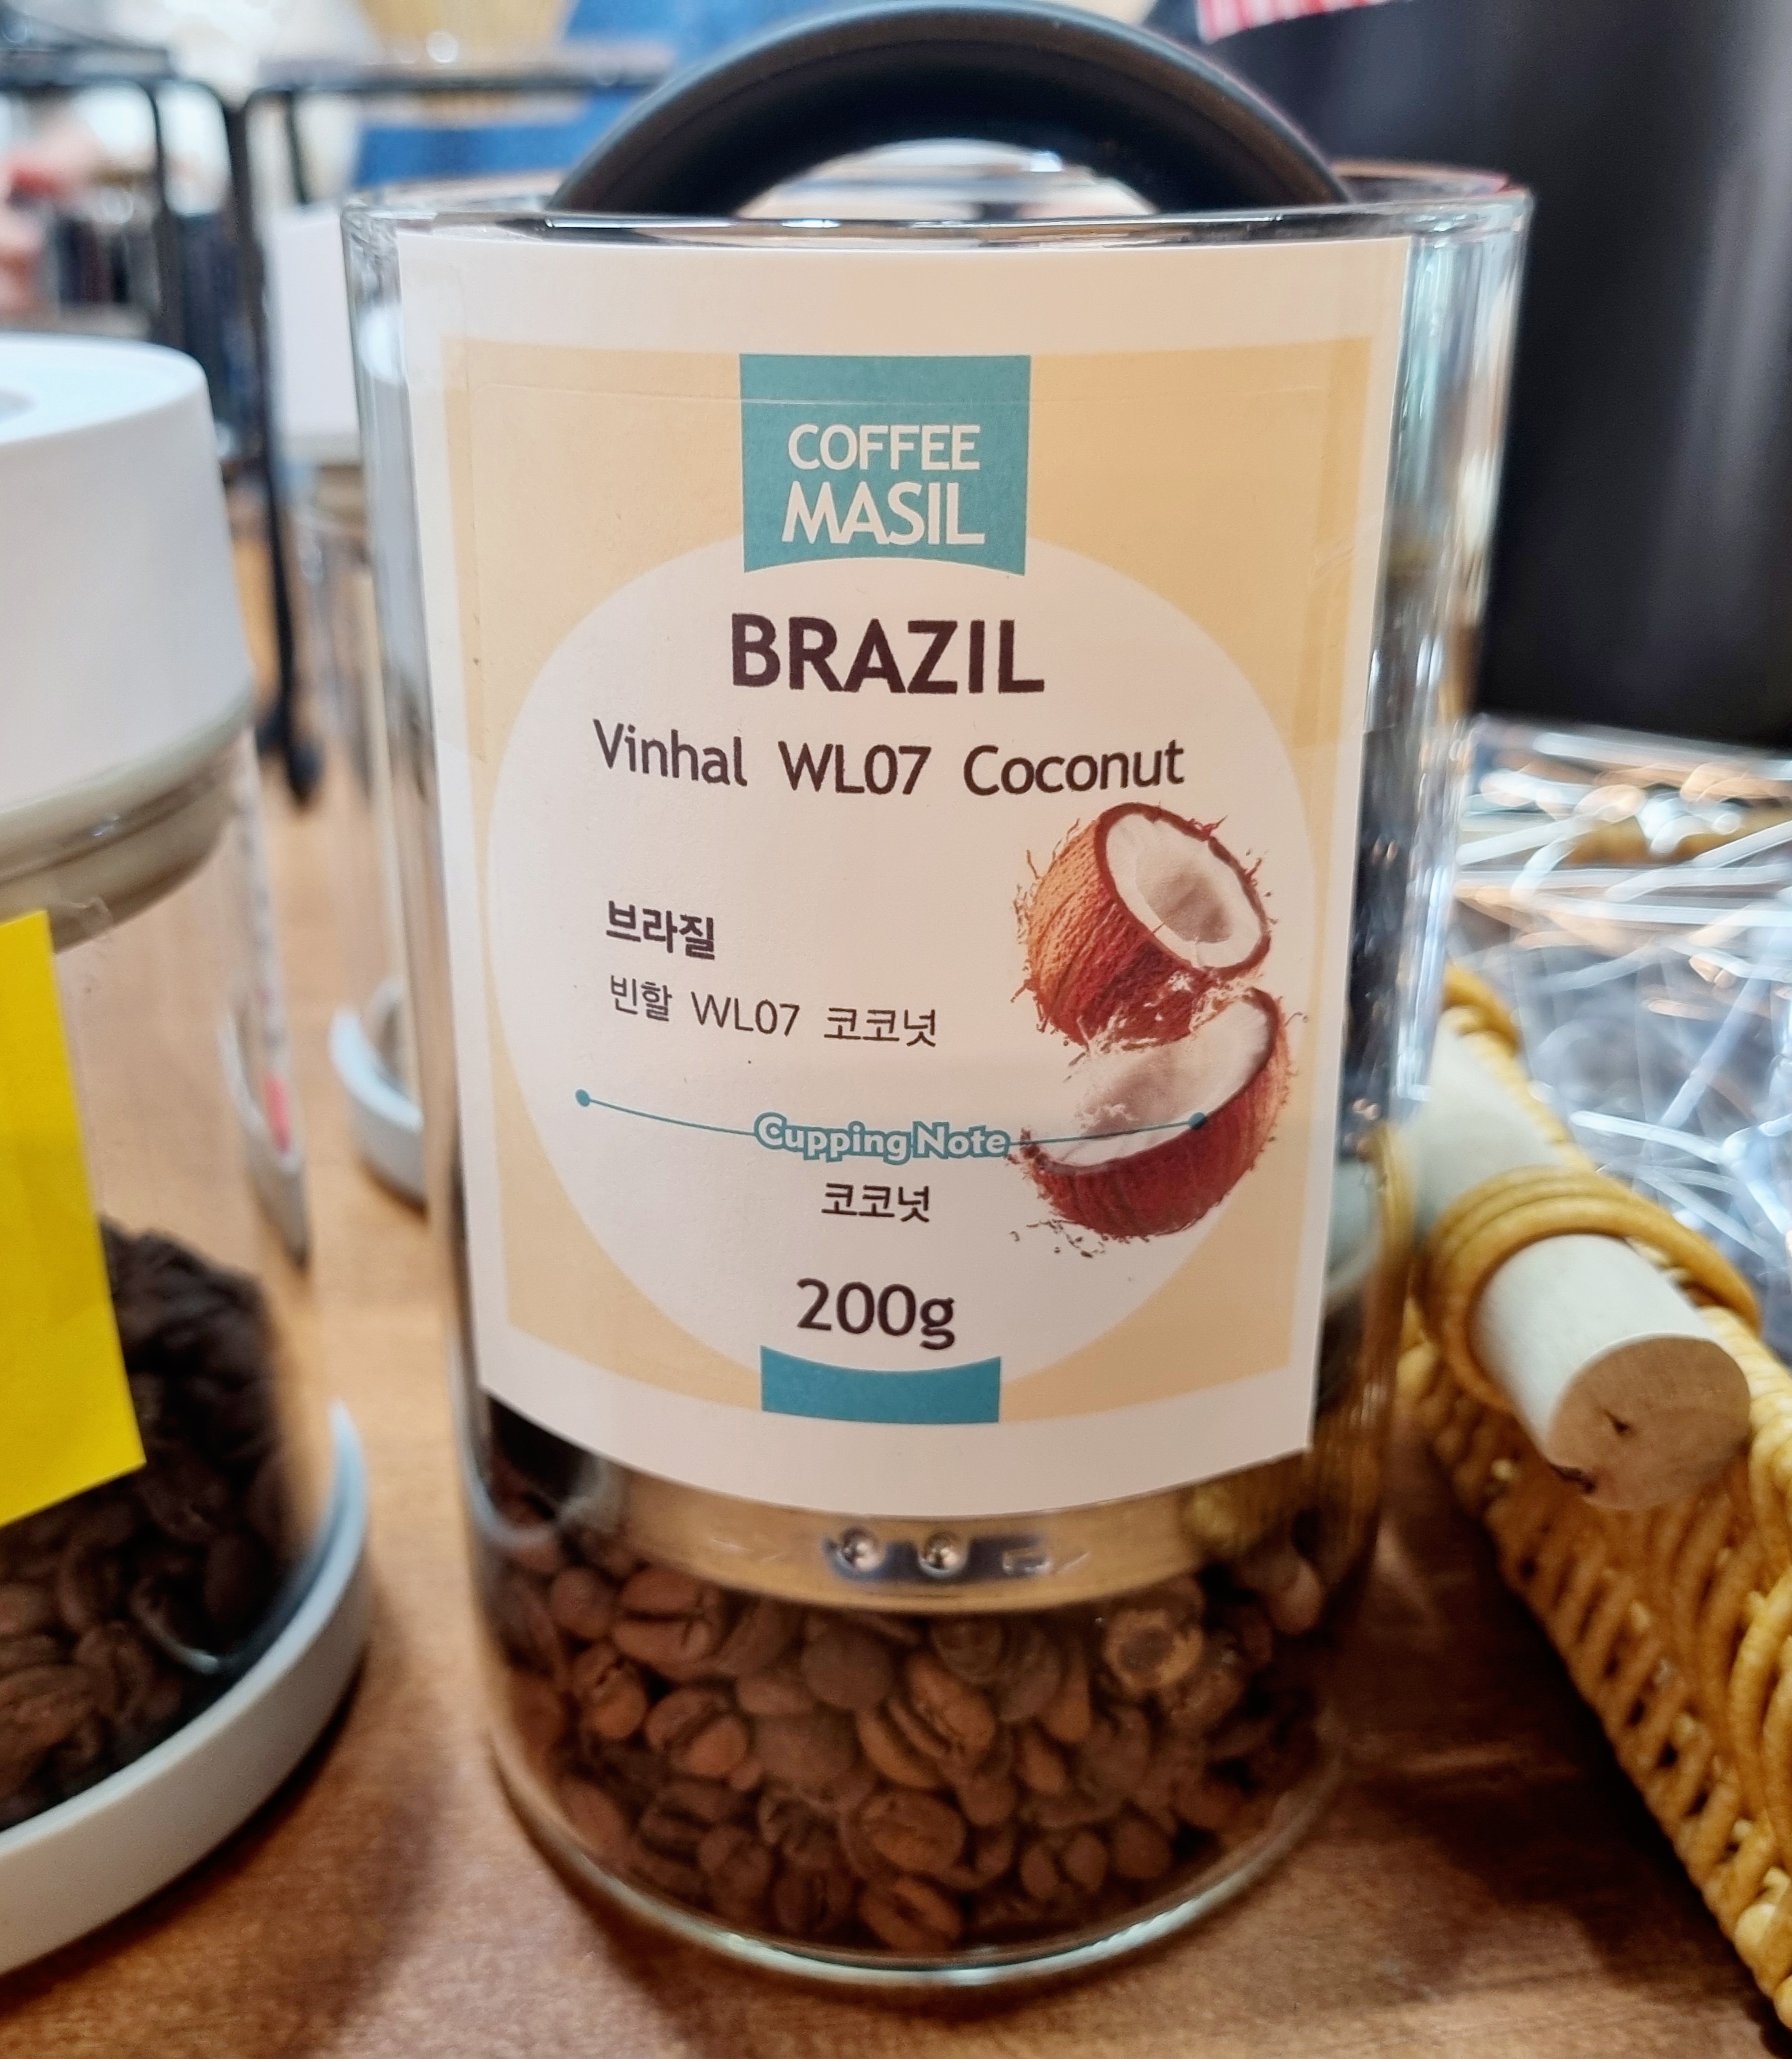 COFFEE
MASIL
BRAZIL
Vinhal WL07 Coconut
브라질
빈할 WL07 코코넛
Cupping Note
코코넛
200g